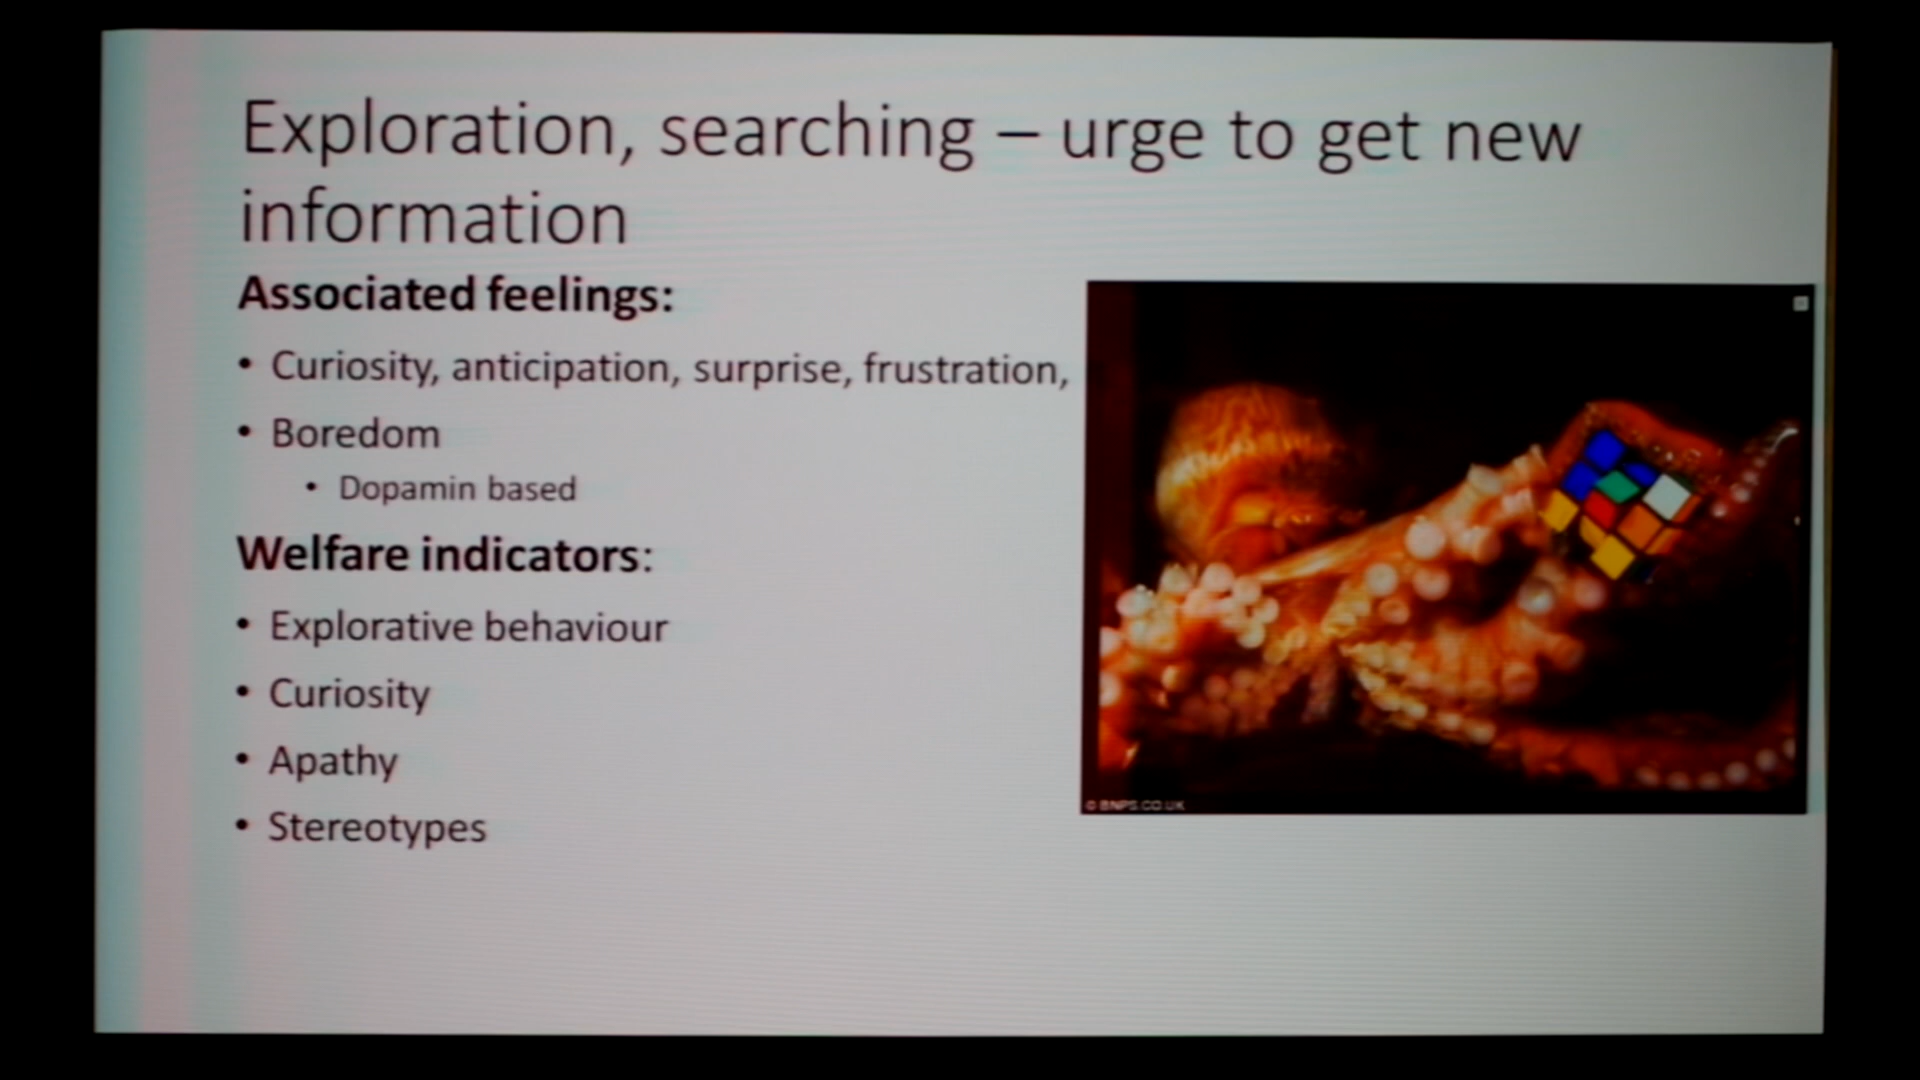 Exploration, searching – urge to get new
information
Associated feelings:
• Curiosity, anticipation, surprise, frustration,
• Boredom
• Dopamin based
Welfare indicators:
• Explorative behaviour
• Curiosity
• Apathy
• Stereotypes
© BNPS.CO.UK